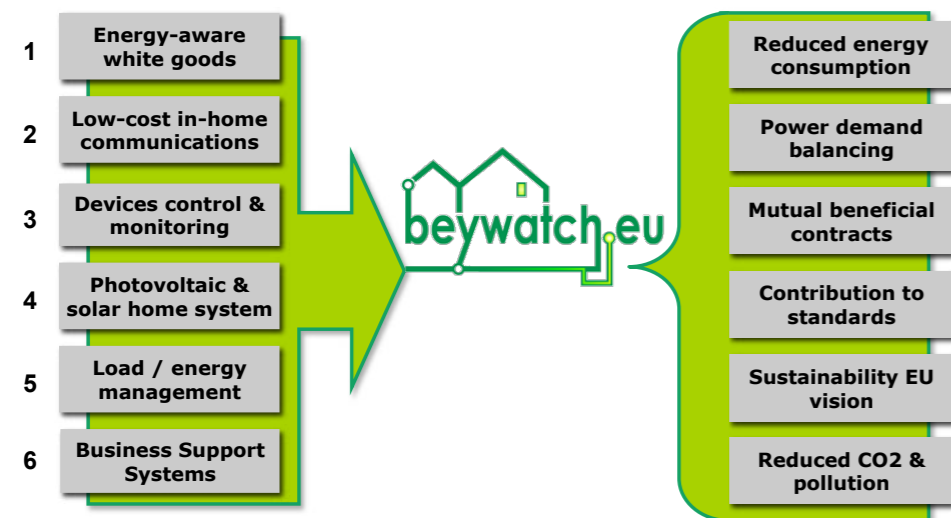 1
Energy-aware
white goods
2
Low-cost in-home
communications
3
Devices control &
monitoring
4
Photovoltaic &
solar home system
5
Load / energy
management
6
Business Support
Systems
beywatch.eu
Reduced energy
consumption
Power demand
balancing
Mutual beneficial
contracts
Contribution to
standards
Sustainability EU
vision
Reduced CO2 &
pollution